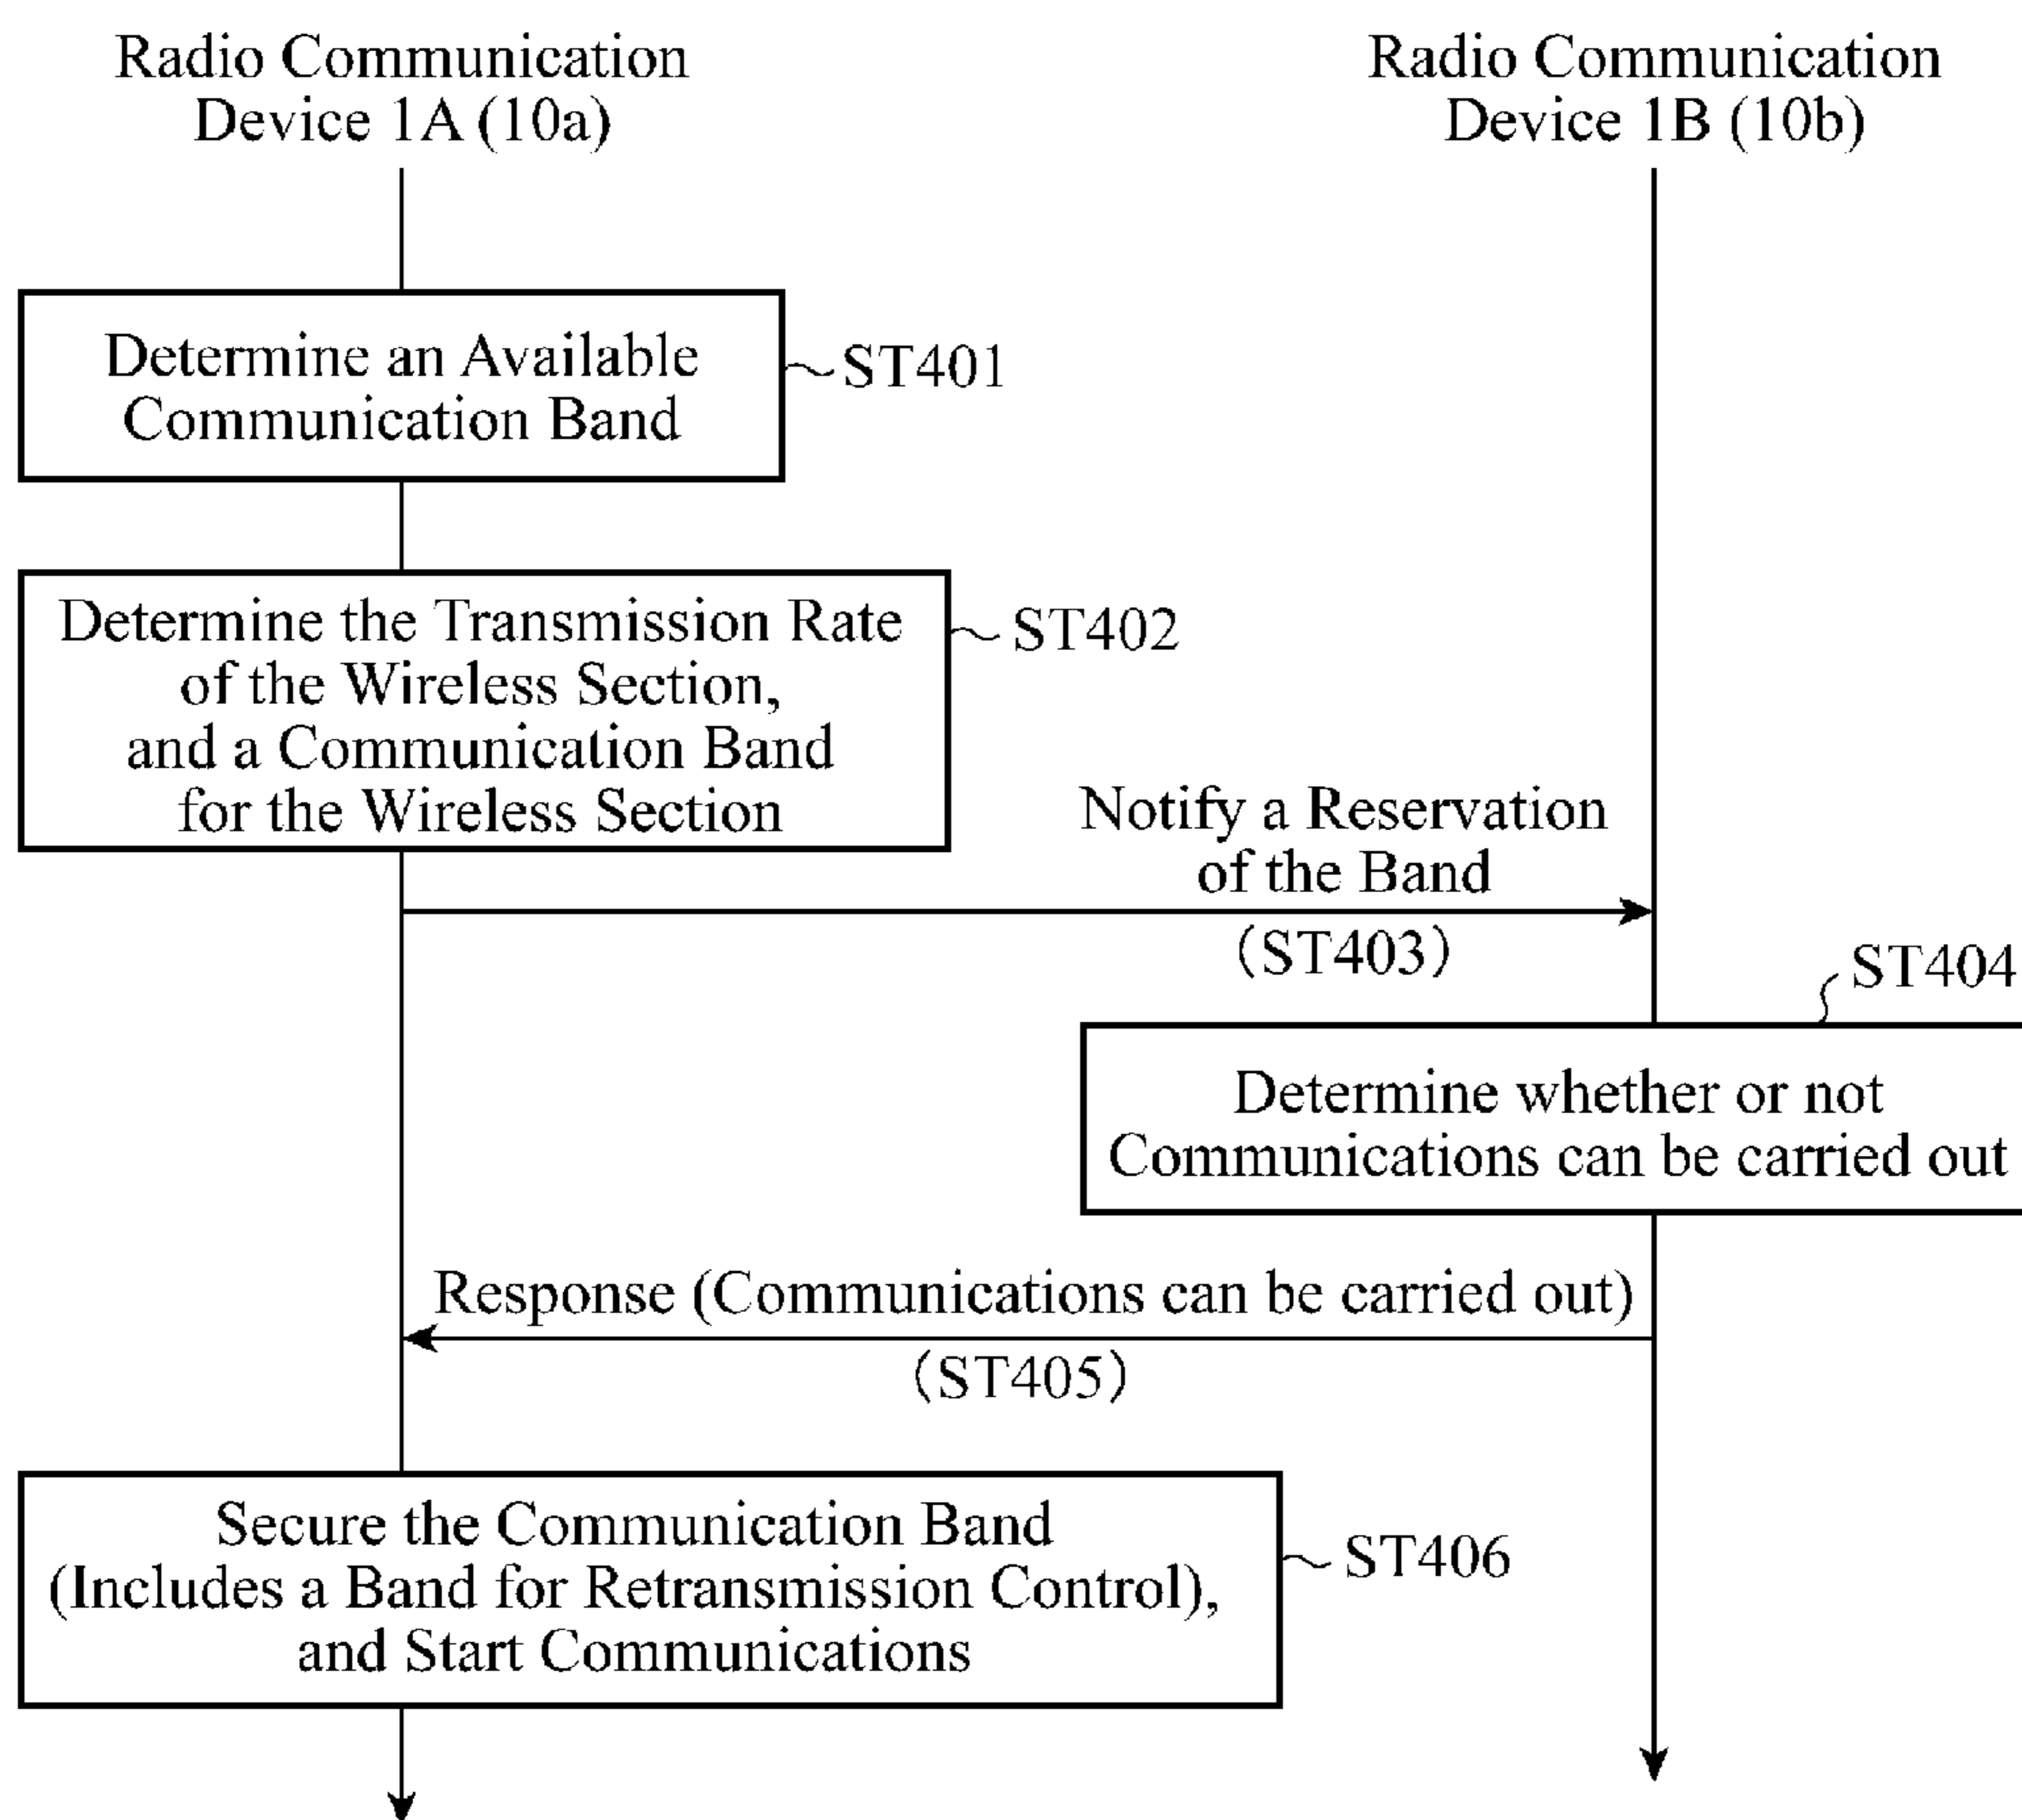 Radio Communication
Device 1A (10a)
Radio Communication
Device 1B (10b)
Determine an Available
Communication Band
ST401
Determine the Transmission Rate
of the Wireless Section,
and a Communication Band
for the Wireless Section
ST402
Notify a Reservation
of the Band
(ST403)
ST404
Determine whether or not
Communications can be carried out
Response (Communications can be carried out)
(ST405)
Secure the Communication Band
(Includes a Band for Retransmission Control),
and Start Communications
ST406